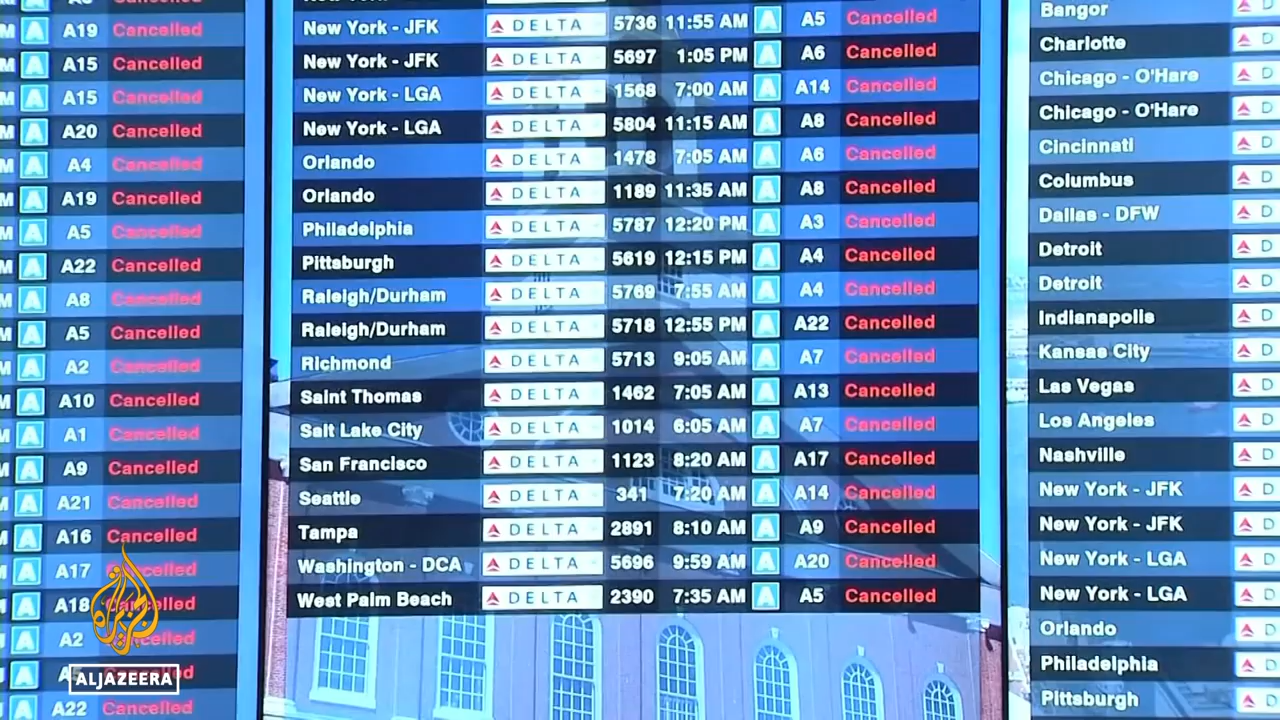 A19 Cancelled
A15 Cancelled
A15 Cancelled
A20 Cancelled
A4 Cancelled
A19 Cancelled
A5 Cancelled
A22 Cancelled
A8 Cancelled
A5 Cancelled
A2 Cancelled
A10 Cancelled
A1 Cancelled
A9 Cancelled
A21 Cancelled
A16 Cancelled
A17 Cancelled
A18 Cancelled
A2 Cancelled
Cancelled
A22 Cancelled
New York - JFK DELTA 5736 11:55 AM A A5 Cancelled
New York - JFK DELTA 5697 1:05 PM A A6 Cancelled
New York - LGA DELTA 1568 7:00 AM A A14 Cancelled
New York - LGA DELTA 5804 11:15 AM A A8 Cancelled
Orlando DELTA 1478 7:05 AM A A6 Cancelled
Orlando DELTA 1189 11:35 AM A A8 Cancelled
Philadelphia DELTA 5787 12:20 PM A A3 Cancelled
Pittsburgh DELTA 5619 12:15 PM A A4 Cancelled
Raleigh/Durham DELTA 5769 7:55 AM A A4 Cancelled
Raleigh/Durham DELTA 5718 12:55 PM A A22 Cancelled
Richmond DELTA 5713 9:05 AM A A7 Cancelled
Saint Thomas DELTA 1462 7:05 AM A A13 Cancelled
Salt Lake City DELTA 1014 6:05 AM A A7 Cancelled
San Francisco DELTA 1123 8:20 AM A A17 Cancelled
Seattle DELTA 341 7:20 AM A A14 Cancelled
Tampa DELTA 2891 8:10 AM A A9 Cancelled
Washington - DCA DELTA 5696 9:59 AM A A20 Cancelled
West Palm Beach DELTA 2390 7:35 AM A A5 Cancelled
Bangor D
Charlotte D
Chicago - O'Hare D
Chicago - O'Hare D
Cincinnati D
Columbus D
Dallas - DFW D
Detroit D
Detroit D
Indianapolis D
Kansas City D
Las Vegas D
Los Angeles D
Nashville D
New York - JFK D
New York - JFK D
New York - LGA D
New York - LGA D
Orlando D
Philadelphia D
Pittsburgh D
ALJAZEERA